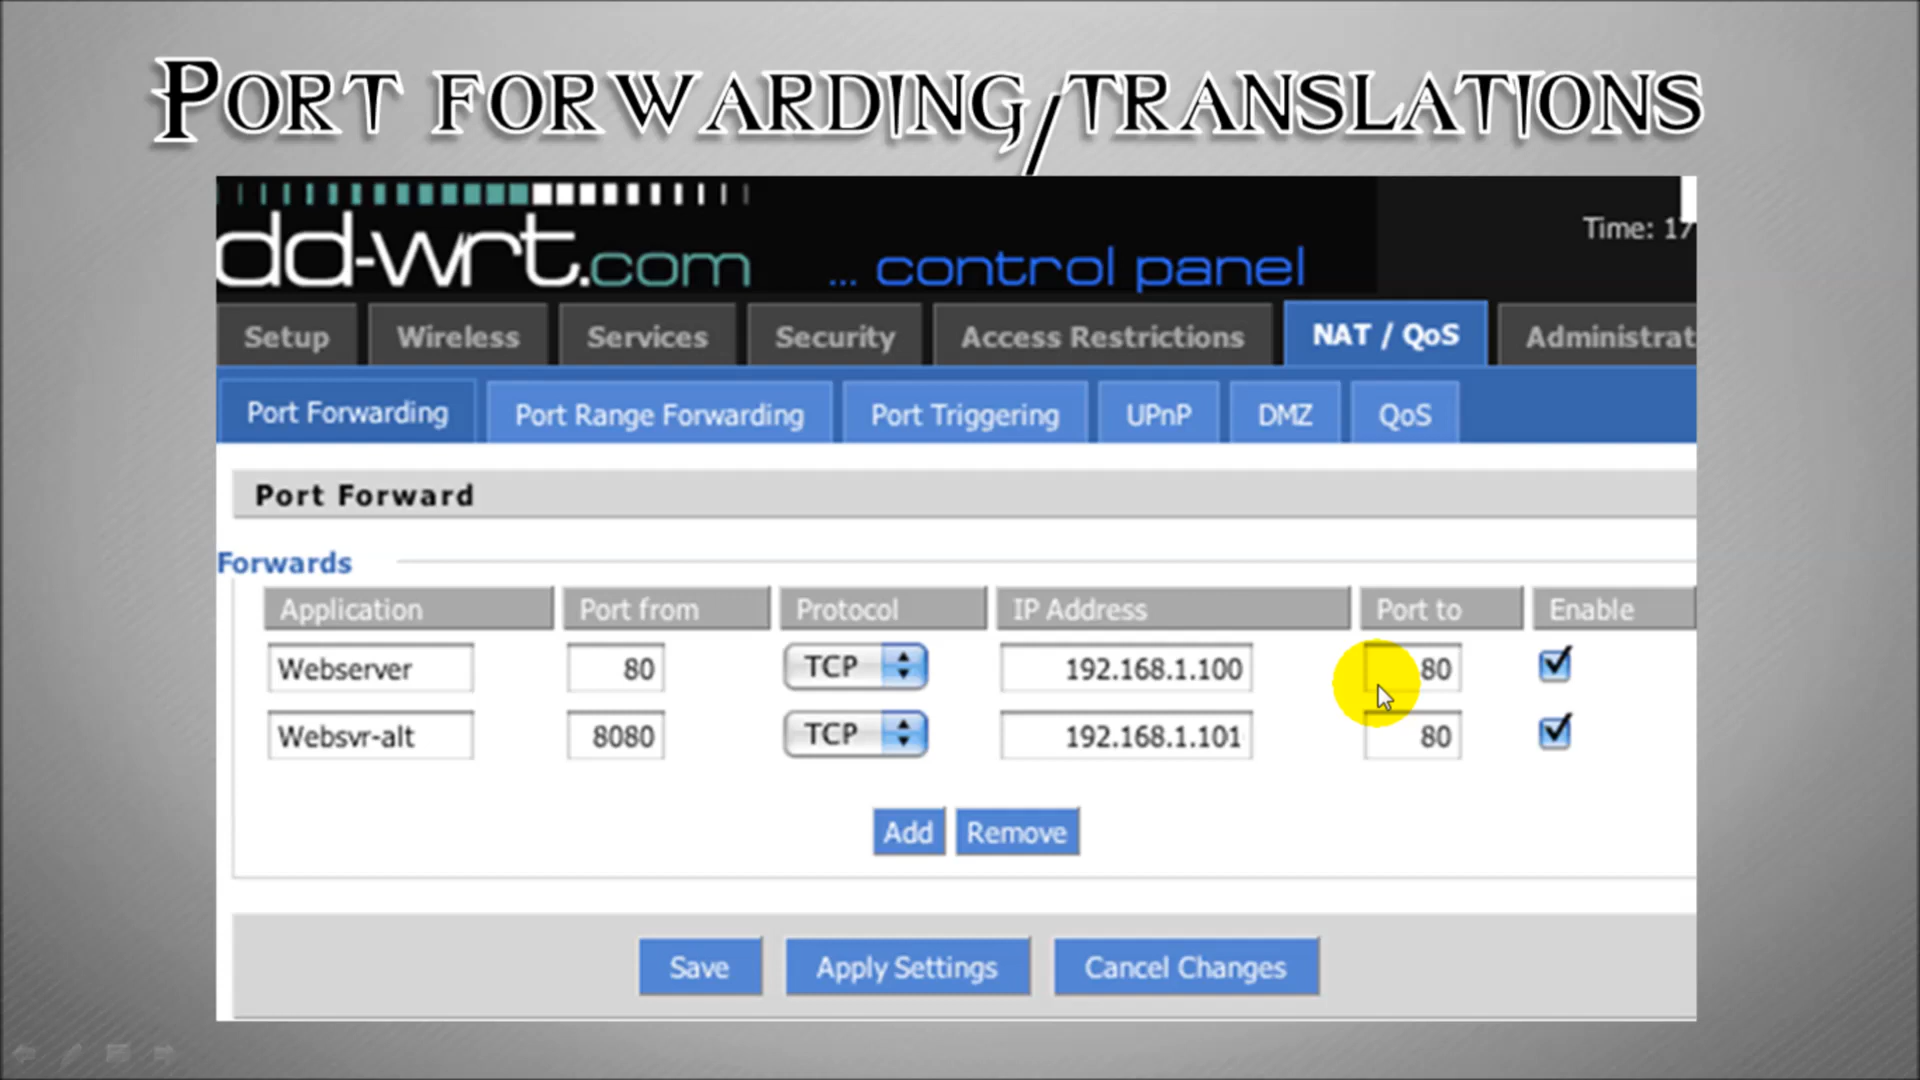 Port forwarding/translations
dd-wrt.com ... control panel
Time: 17
Setup Wireless Services Security Access Restrictions NAT / QoS Administrat
Port Forwarding Port Range Forwarding Port Triggering UPnP DMZ QoS
Port Forward
Forwards
Application Port from Protocol IP Address Port to Enable
Webserver 80 TCP 192.168.1.100 80
Websvr-alt 8080 TCP 192.168.1.101 80
Add Remove
Save Apply Settings Cancel Changes